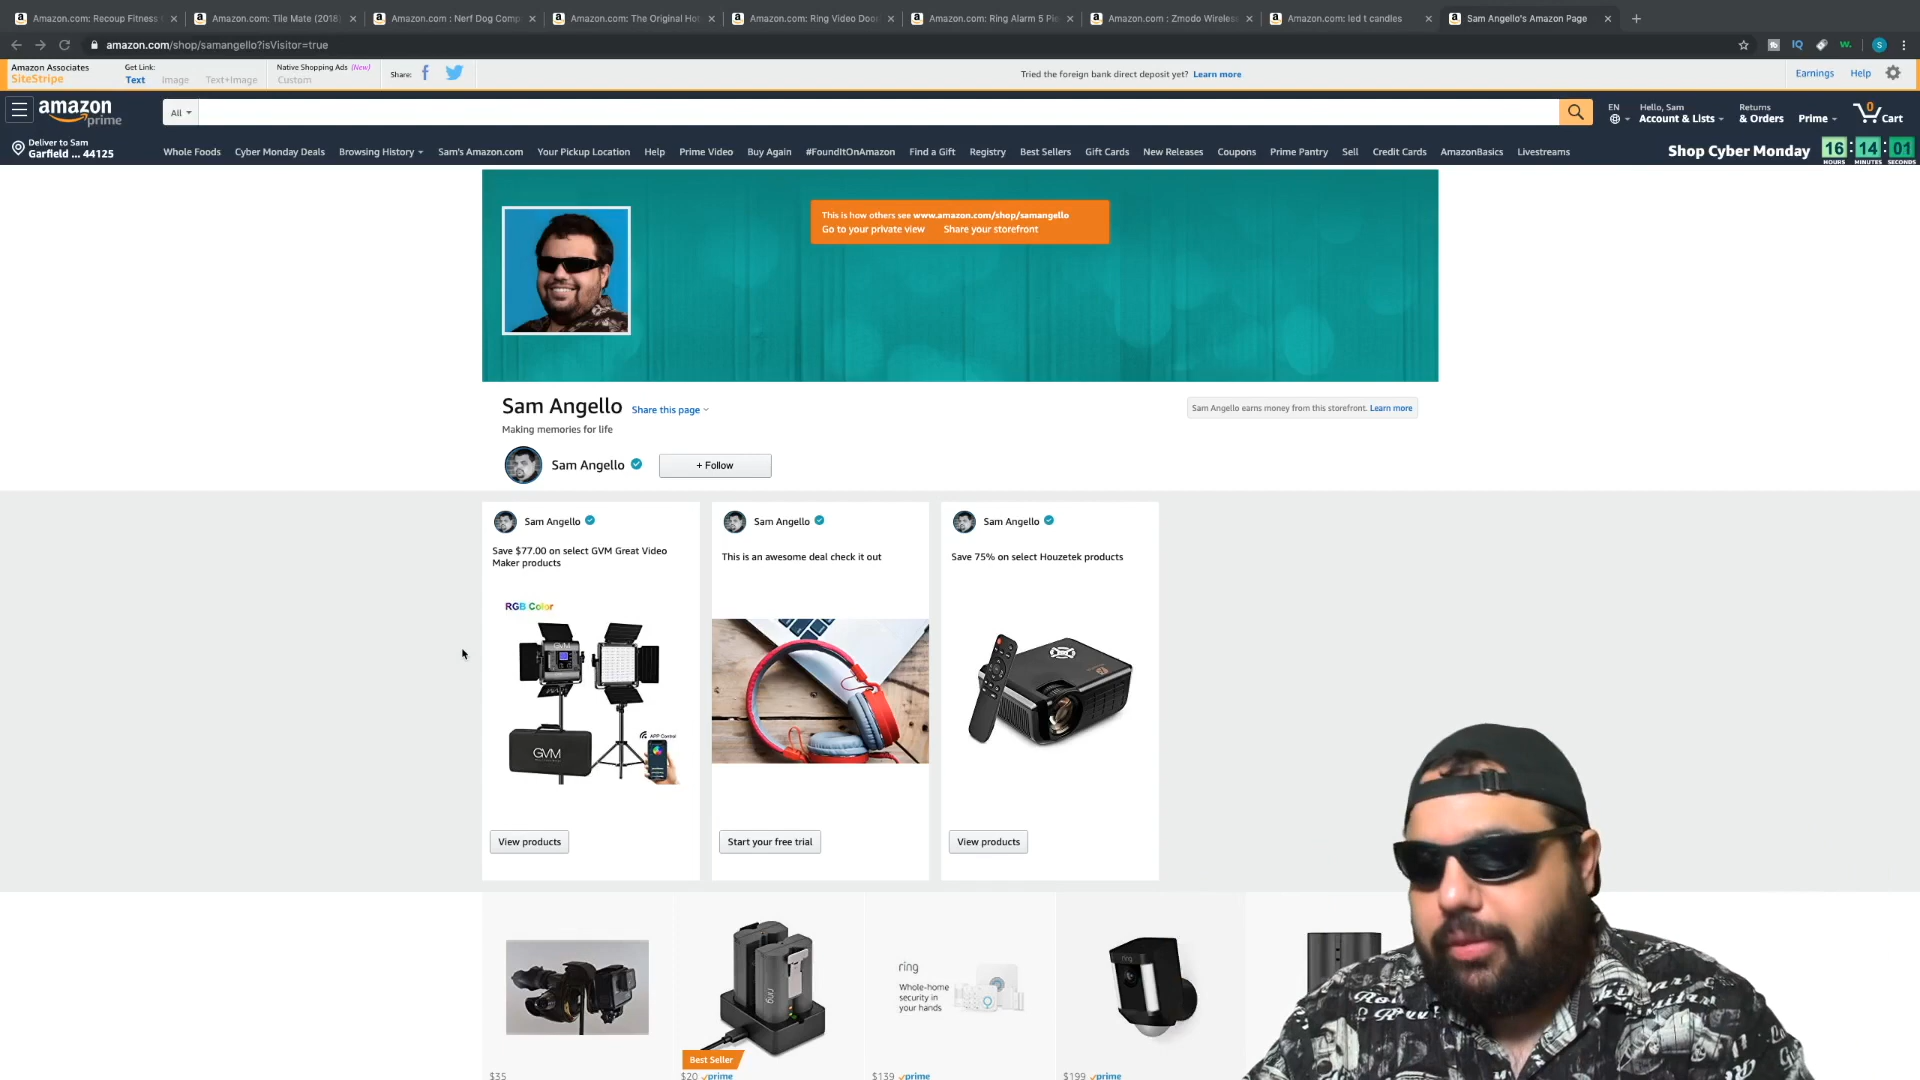 Amazon.com: Recoup Fitness
Amazon.com: Tile Mate (2018)
Amazon.com : Nerf Dog Comp
Amazon.com: The Original Ho
Amazon.com: Ring Video Doo
Amazon.com: Ring Alarm 5 Pie
Amazon.com : Zmodo Wireles
Amazon.com: led t candles
Sam Angello's Amazon Page
amazon.com/shop/samangello?isVisitor=true
Amazon Associates
SiteStripe
Get Link:
Text Image Text+Image
Native Shopping Ads (New)
Custom
Share:
Tried the foreign bank direct deposit yet? Learn more
Earnings Help
amazon
prime
All
EN
Hello, Sam
Account & Lists
Returns
& Orders
Prime
0
Cart
Deliver to Sam
Garfield ... 44125
Whole Foods Cyber Monday Deals Browsing History Sam's Amazon.com Your Pickup Location Help Prime Video Buy Again #FoundItOnAmazon Find a Gift Registry Best Sellers Gift Cards New Releases Coupons Prime Pantry Sell Credit Cards AmazonBasics Livestreams
Shop Cyber Monday 16 : 14 : 01
HOURS MINUTES SECONDS
This is how others see www.amazon.com/shop/samangello
Go to your private view Share your storefront
Sam Angello Share this page
Sam Angello earns money from this storefront. Learn more
Making memories for life
Sam Angello + Follow
Sam Angello
Save $77.00 on select GVM Great Video
Maker products
RGB Color
GVM
APP Control
GVM
View products
Sam Angello
This is an awesome deal check it out
Start your free trial
Sam Angello
Save 75% on select Houzetek products
View products
$35
ring
Best Seller
$20 prime
ring
Whole-home
security in
your hands
$139 prime
ring
$199 prime